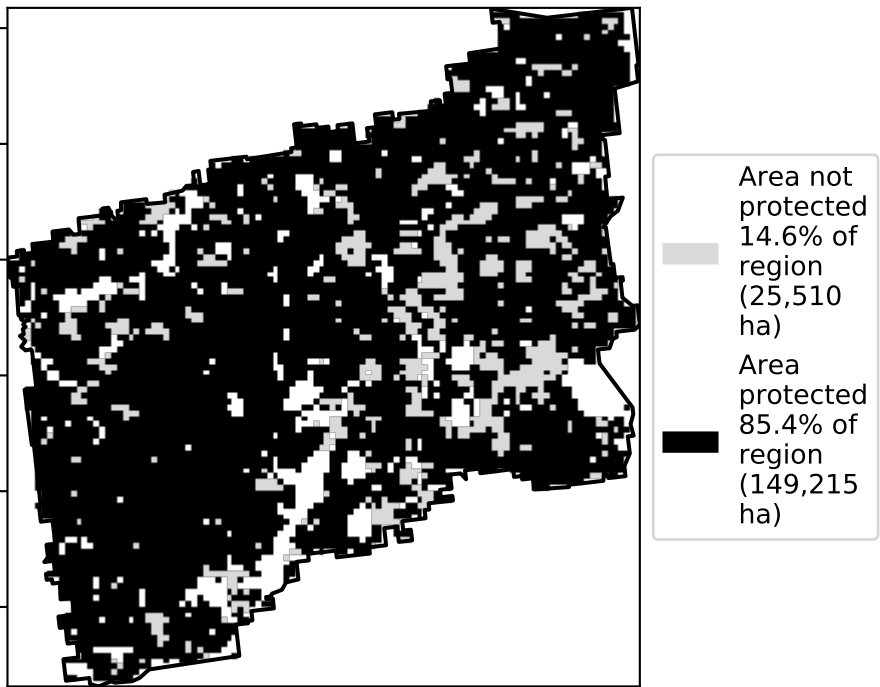 Area not
protected
14.6% of
region
(25,510
ha)
Area
protected
85.4% of
region
(149,215
ha)